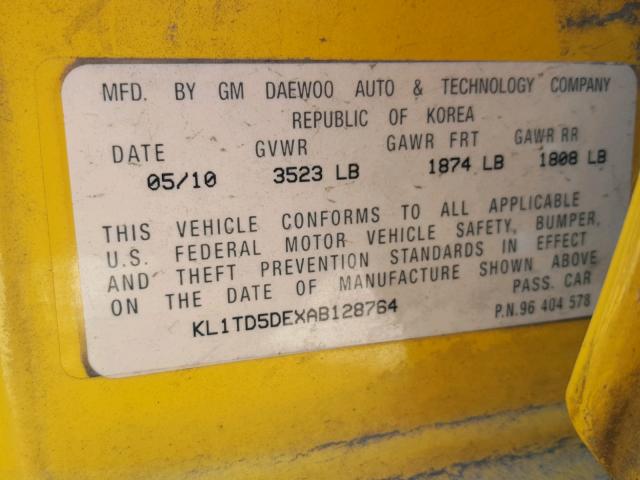 MFD. BY GM DAEWOO AUTO & TECHNOLOGY COMPANY
REPUBLIC OF KOREA
DATE GVWR GAWR FRT GAWR RR
05/10 3523 LB 1874 LB 1808 LB
THIS VEHICLE CONFORMS TO ALL APPLICABLE
U.S. FEDERAL MOTOR VEHICLE SAFETY, BUMPER,
AND THEFT PREVENTION STANDARDS IN EFFECT
ON THE DATE OF MANUFACTURE SHOWN ABOVE
PASS. CAR
KL1TD5DEXAB128764
P.N.96 404 578